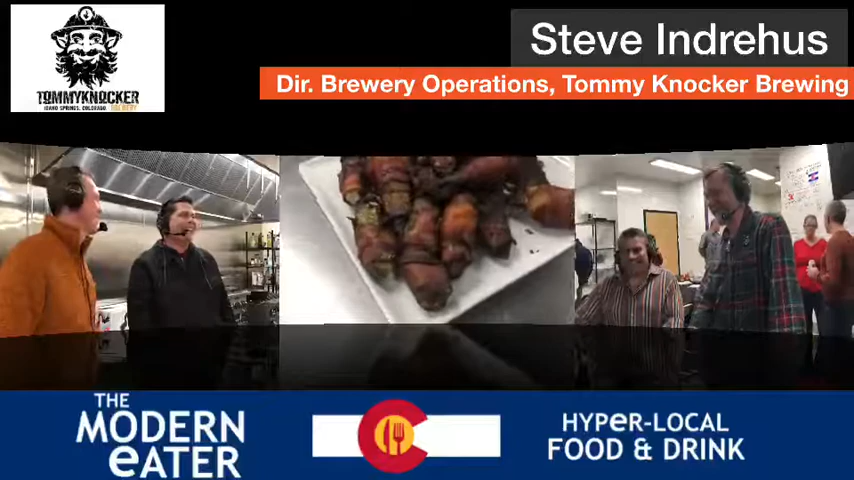 TOMMYKNOCKER
IDAHO SPRINGS, COLORADO BREWERY
Steve Indrehus
Dir. Brewery Operations, Tommy Knocker Brewing
THE
MODERN
eATER
HYPeR-LOCAL
FOOD & DRINK